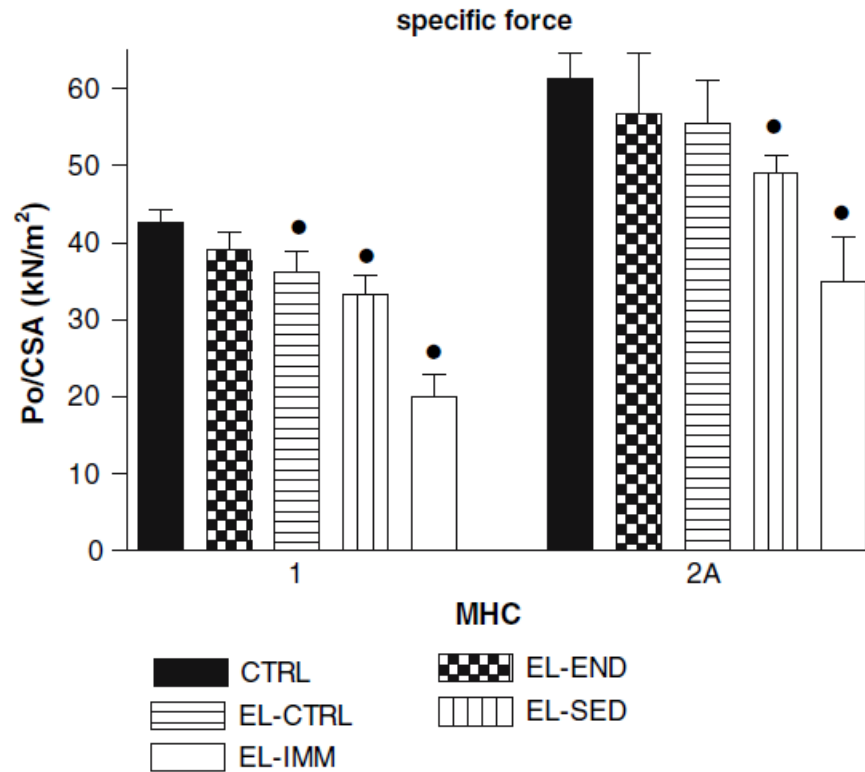 specific force
Po/CSA (kN/m²)
60
50
40
30
20
10
0
1 2A
MHC
CTRL EL-END
EL-CTRL EL-SED
EL-IMM